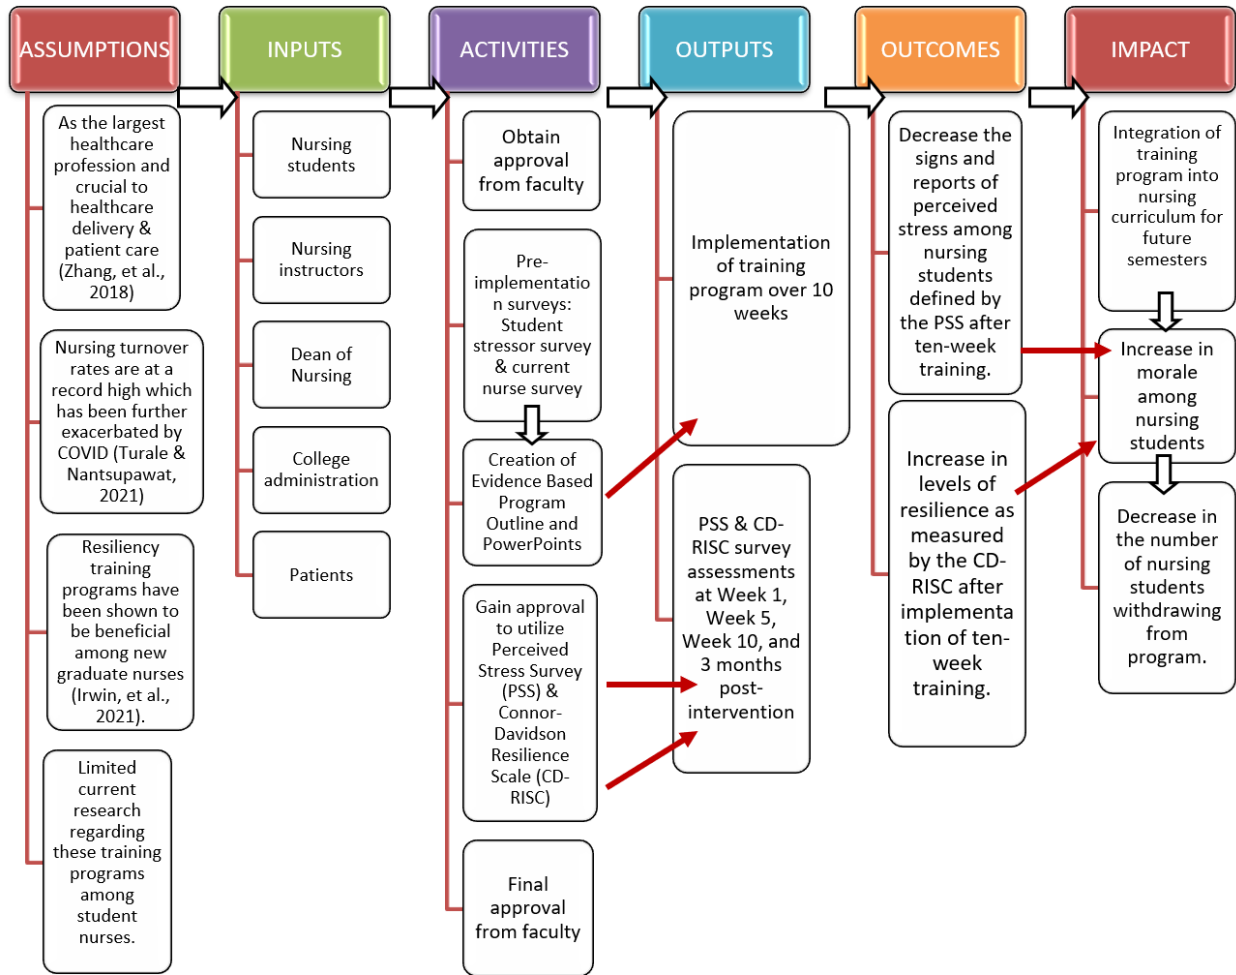 ASSUMPTIONS
As the largest
healthcare
profession and
crucial to
healthcare
delivery &
patient care
(Zhang, et al.,
2018)
Nursing turnover
rates are at a
record high which
has been further
exacerbated by
COVID (Turale &
Nantsupawat,
2021)
Resiliency
training
programs have
been shown to
be beneficial
among new
graduate nurses
(Irwin, et al.,
2021).
Limited
current
research
regarding
these training
programs
among
student
nurses.
INPUTS
Nursing
students
Nursing
instructors
Dean of
Nursing
College
administration
Patients
ACTIVITIES
Obtain
approval
from faculty
Pre-
implementatio
n surveys:
Student
stressor survey
& current
nurse survey
Creation of
Evidence Based
Program
Outline and
PowerPoints
Gain approval
to utilize
Perceived
Stress Survey
(PSS) &
Connor-
Davidson
Resilience
Scale (CD-
RISC)
Final
approval
from faculty
OUTPUTS
Implementation
of training
program over 10
weeks
PSS & CD-
RISC survey
assessments
at Week 1,
Week 5,
Week 10, and
3 months
post-
intervention
OUTCOMES
Decrease the
signs and
reports of
perceived
stress among
nursing
students
defined by
the PSS after
ten-week
training.
Increase in
levels of
resilience as
measured
by the CD-
RISC after
implementa
tion of ten-
week
training.
IMPACT
Integration of
training
program into
nursing
curriculum for
future
semesters
Increase in
morale
among
nursing
students
Decrease in
the number
of nursing
students
withdrawing
from
program.